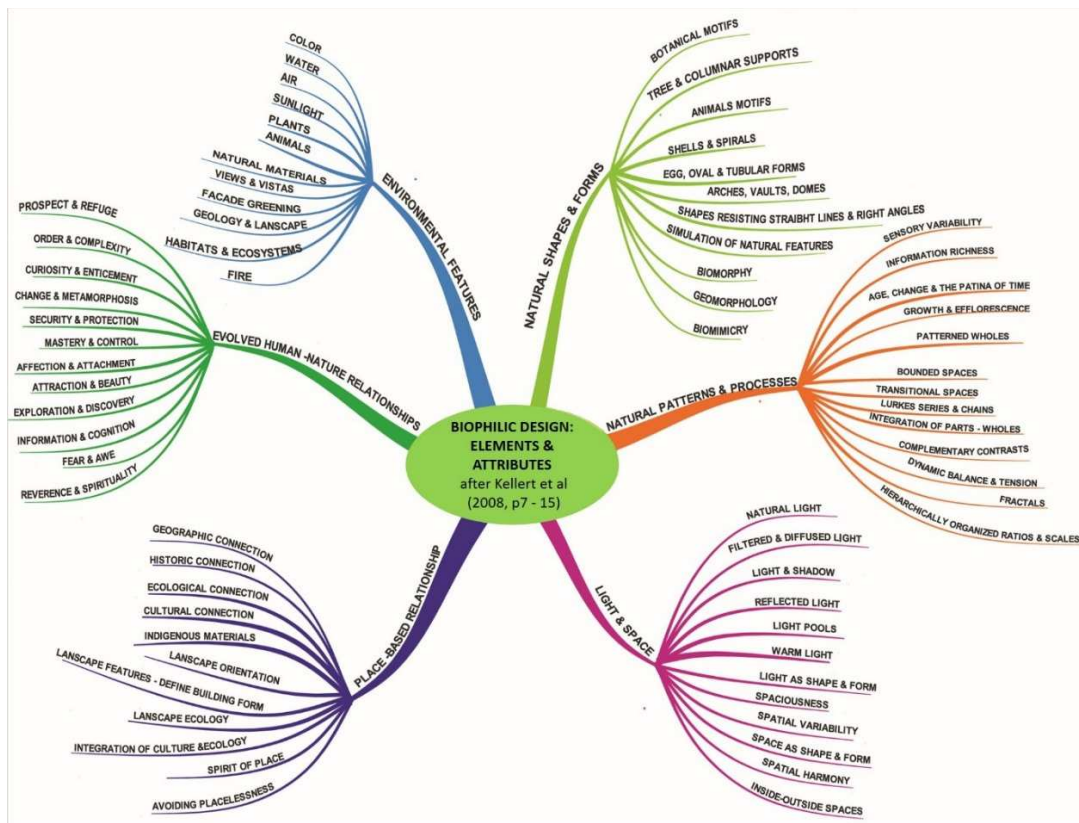 BIOPHILIC DESIGN:
ELEMENTS &
ATTRIBUTES
after Kellert et al
(2008, p7 - 15)
ENVIRONMENTAL FEATURES
COLOR
WATER
AIR
SUNLIGHT
PLANTS
ANIMALS
NATURAL MATERIALS
VIEWS & VISTAS
FACADE GREENING
GEOLOGY & LANDSCAPE
HABITATS & ECOSYSTEMS
FIRE
NATURAL SHAPES & FORMS
BOTANICAL MOTIFS
TREE & COLUMNAR SUPPORTS
ANIMALS MOTIFS
SHELLS & SPIRALS
EGG, OVAL & TUBULAR FORMS
ARCHES, VAULTS, DOMES
SHAPES RESISTING STRAIBHT LINES & RIGHT ANGLES
SIMULATION OF NATURAL FEATURES
BIOMORPHY
GEOMORPHOLOGY
BIOMIMICRY
NATURAL PATTERNS & PROCESSES
SENSORY VARIABILITY
INFORMATION RICHNESS
AGE, CHANGE & THE PATINA OF TIME
GROWTH & EFFLORESCENCE
PATTERNED WHOLES
BOUNDED SPACES
TRANSITIONAL SPACES
LURKES SERIES & CHAINS
INTEGRATION OF PARTS - WHOLES
COMPLEMENTARY CONTRASTS
DYNAMIC BALANCE & TENSION
FRACTALS
HIERARCHICALLY ORGANIZED RATIOS & SCALES
LIGHT & SPACE
NATURAL LIGHT
FILTERED & DIFFUSED LIGHT
LIGHT & SHADOW
REFLECTED LIGHT
LIGHT POOLS
WARM LIGHT
LIGHT AS SHAPE & FORM
SPACIOUSNESS
SPATIAL VARIABILITY
SPACE AS SHAPE & FORM
SPATIAL HARMONY
INSIDE-OUTSIDE SPACES
PLACE -BASED RELATIONSHIP
GEOGRAPHIC CONNECTION
HISTORIC CONNECTION
ECOLOGICAL CONNECTION
CULTURAL CONNECTION
INDIGENOUS MATERIALS
LANSCAPE ORIENTATION
LANSCAPE FEATURES - DEFINE BUILDING FORM
LANSCAPE ECOLOGY
INTEGRATION OF CULTURE &ECOLOGY
SPIRIT OF PLACE
AVOIDING PLACELESSNESS
EVOLVED HUMAN -NATURE RELATIONSHIPS
PROSPECT & REFUGE
ORDER & COMPLEXITY
CURIOSITY & ENTICEMENT
CHANGE & METAMORPHOSIS
SECURITY & PROTECTION
MASTERY & CONTROL
AFFECTION & ATTACHMENT
ATTRACTION & BEAUTY
EXPLORATION & DISCOVERY
INFORMATION & COGNITION
FEAR & AWE
REVERENCE & SPIRITUALITY